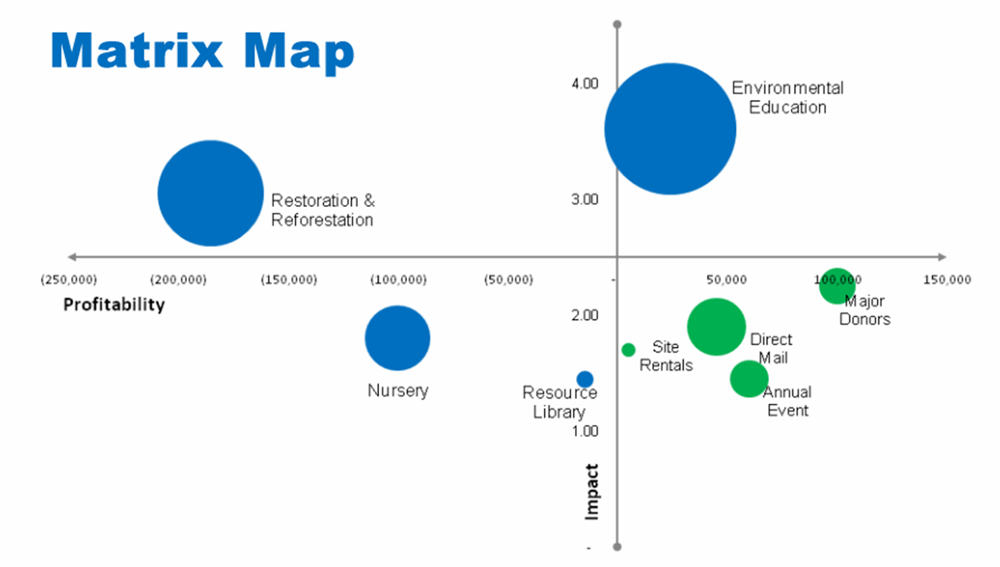 Matrix Map
4.00
Environmental
Education
3.00
Restoration &
Reforestation
(250,000) (200,000) (150,000) (100,000) (50,000) - 50,000 100,000 150,000
Profitability
Major
Donors
2.00
Direct
Mail
Site
Rentals
Nursery
Resource
Library
Annual
Event
1.00
Impact
-